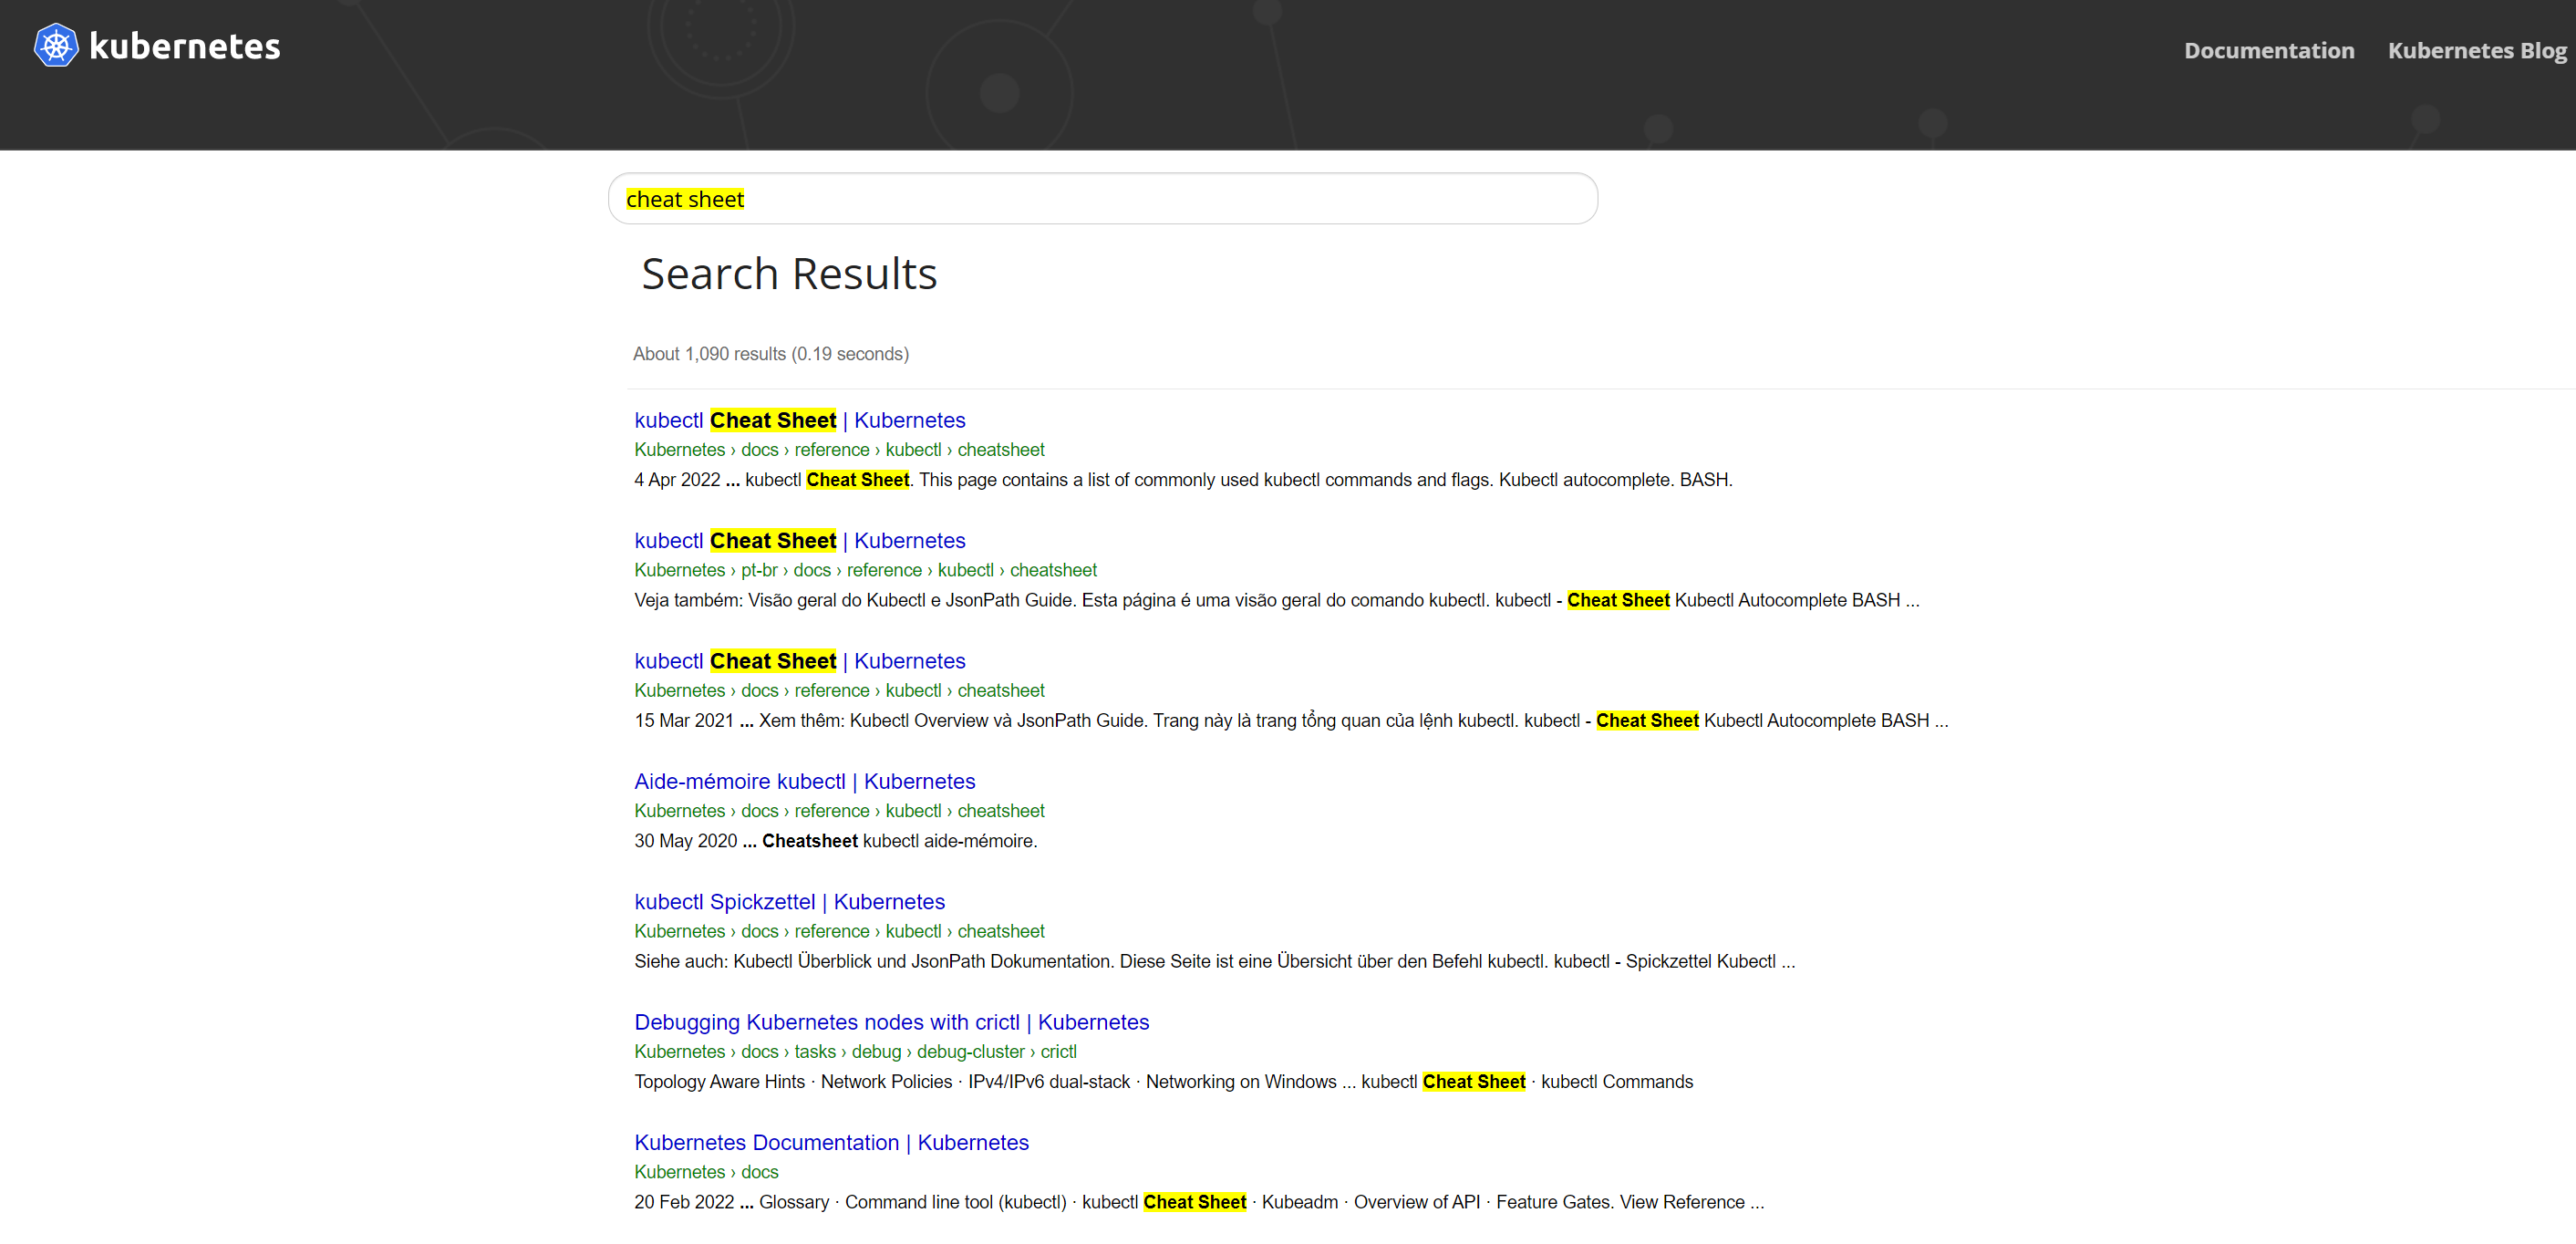 kubernetes
Documentation Kubernetes Blog
cheat sheet
Search Results
About 1,090 results (0.19 seconds)
kubectl Cheat Sheet | Kubernetes
Kubernetes › docs › reference › kubectl › cheatsheet
4 Apr 2022 ... kubectl Cheat Sheet. This page contains a list of commonly used kubectl commands and flags. Kubectl autocomplete. BASH.
kubectl Cheat Sheet | Kubernetes
Kubernetes › pt-br › docs › reference › kubectl › cheatsheet
Veja também: Visão geral do Kubectl e JsonPath Guide. Esta página é uma visão geral do comando kubectl. kubectl - Cheat Sheet Kubectl Autocomplete BASH ...
kubectl Cheat Sheet | Kubernetes
Kubernetes › docs › reference › kubectl › cheatsheet
15 Mar 2021 ... Xem thêm: Kubectl Overview và JsonPath Guide. Trang này là trang tổng quan của lệnh kubectl. kubectl - Cheat Sheet Kubectl Autocomplete BASH ...
Aide-mémoire kubectl | Kubernetes
Kubernetes › docs › reference › kubectl › cheatsheet
30 May 2020 ... Cheatsheet kubectl aide-mémoire.
kubectl Spickzettel | Kubernetes
Kubernetes › docs › reference › kubectl › cheatsheet
Siehe auch: Kubectl Überblick und JsonPath Dokumentation. Diese Seite ist eine Übersicht über den Befehl kubectl. kubectl - Spickzettel Kubectl ...
Debugging Kubernetes nodes with crictl | Kubernetes
Kubernetes › docs › tasks › debug › debug-cluster › crictl
Topology Aware Hints · Network Policies · IPv4/IPv6 dual-stack · Networking on Windows ... kubectl Cheat Sheet · kubectl Commands
Kubernetes Documentation | Kubernetes
Kubernetes › docs
20 Feb 2022 ... Glossary · Command line tool (kubectl) · kubectl Cheat Sheet · Kubeadm · Overview of API · Feature Gates. View Reference ...